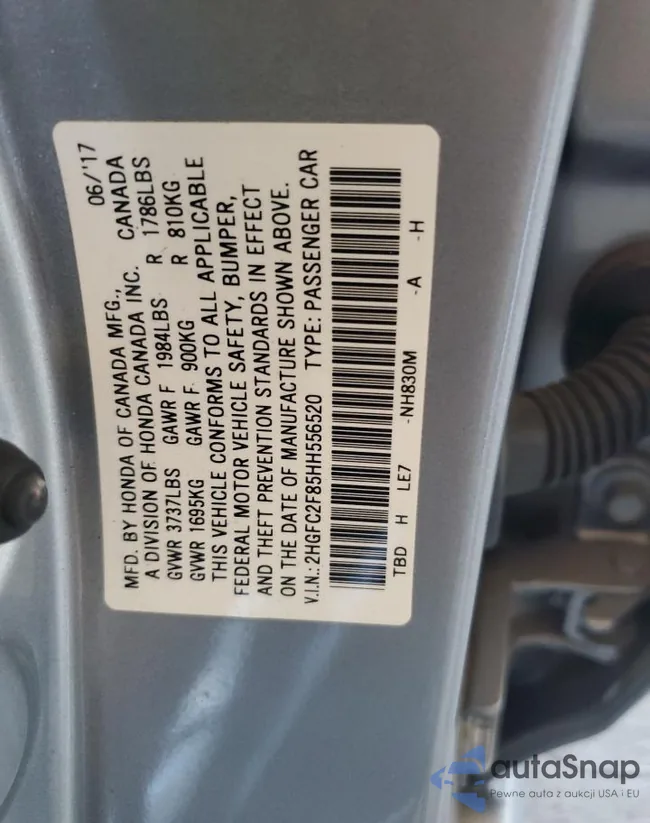 MFD. BY HONDA OF CANADA MFG., 06/'17
A DIVISION OF HONDA CANADA INC. CANADA
GVWR 3737LBS GAWR F 1984LBS R 1786LBS
GVWR 1695KG GAWR F 900KG R 810KG
THIS VEHICLE CONFORMS TO ALL APPLICABLE
FEDERAL MOTOR VEHICLE SAFETY, BUMPER,
AND THEFT PREVENTION STANDARDS IN EFFECT
ON THE DATE OF MANUFACTURE SHOWN ABOVE.
V.I.N.: 2HGFC2F85HH556520 TYPE: PASSENGER CAR
TBD H LE7 -NH830M -A -H
autaSnap
Pewne auta z aukcji USA i EU